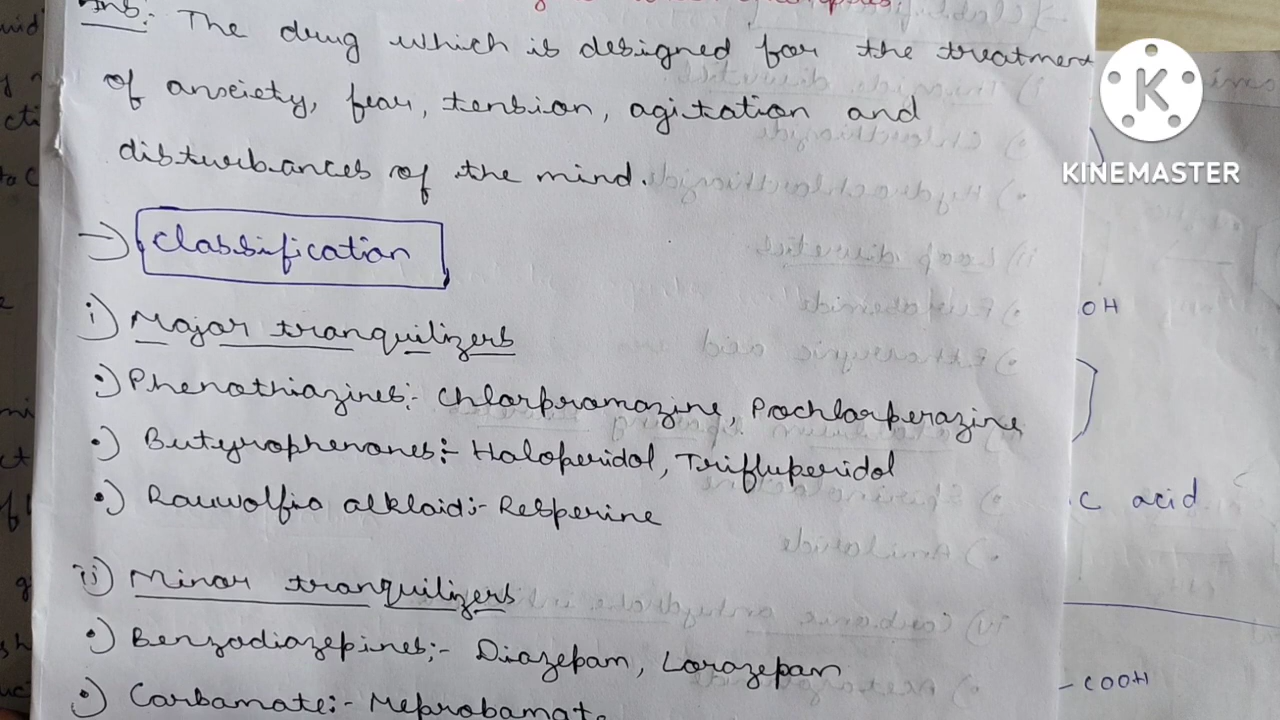 Ans:- The drug which is designed for the treatment
of anxiety, fear, tension, agitation and
disturbances of the mind.
→ Classification
i) Major tranquilizers
•) Phenothiazines:- Chlorpromazine, Prochlorperazine
•) Butyrophenones:- Haloperidol, Trifluperidol
•) Rauwolfia alkloid:- Resperine
ii) Minor tranquilizers
•) Benzodiazepines:- Diazepam, Lorazepam
•) Carbamate:- Meprobamate
K
KINEMASTER
OH
C acid
- COOH